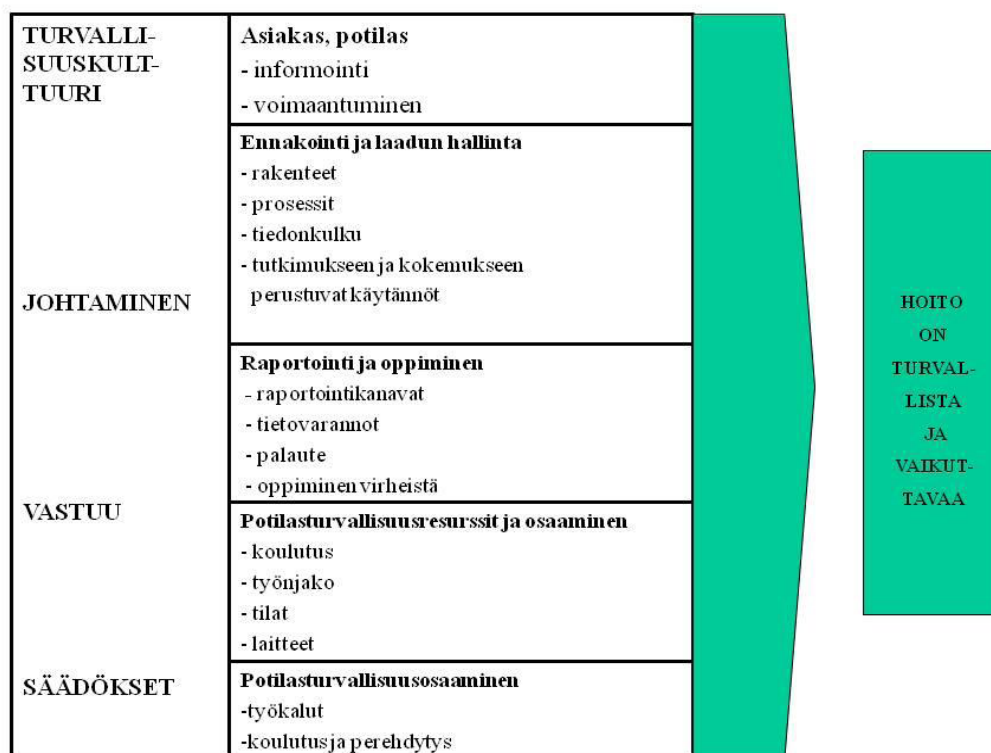 TURVALLI-
SUUSKULT-
TUURI
JOHTAMINEN
VASTUU
SÄÄDÖKSET
Asiakas, potilas
- informointi
- voimaantuminen
Ennakointi ja laadun hallinta
- rakenteet
- prosessit
- tiedonkulku
- tutkimukseen ja kokemukseen
perustuvat käytännöt
Raportointi ja oppiminen
- raportointikanavat
- tietovarannot
- palaute
- oppiminen virheistä
Potilasturvallisuusresurssit ja osaaminen
- koulutus
- työnjako
- tilat
- laitteet
Potilasturvallisuusosaaminen
-työkalut
-koulutus ja perehdytys
HOITO
ON
TURVAL-
LISTA
JA
VAIKUT-
TAVAA